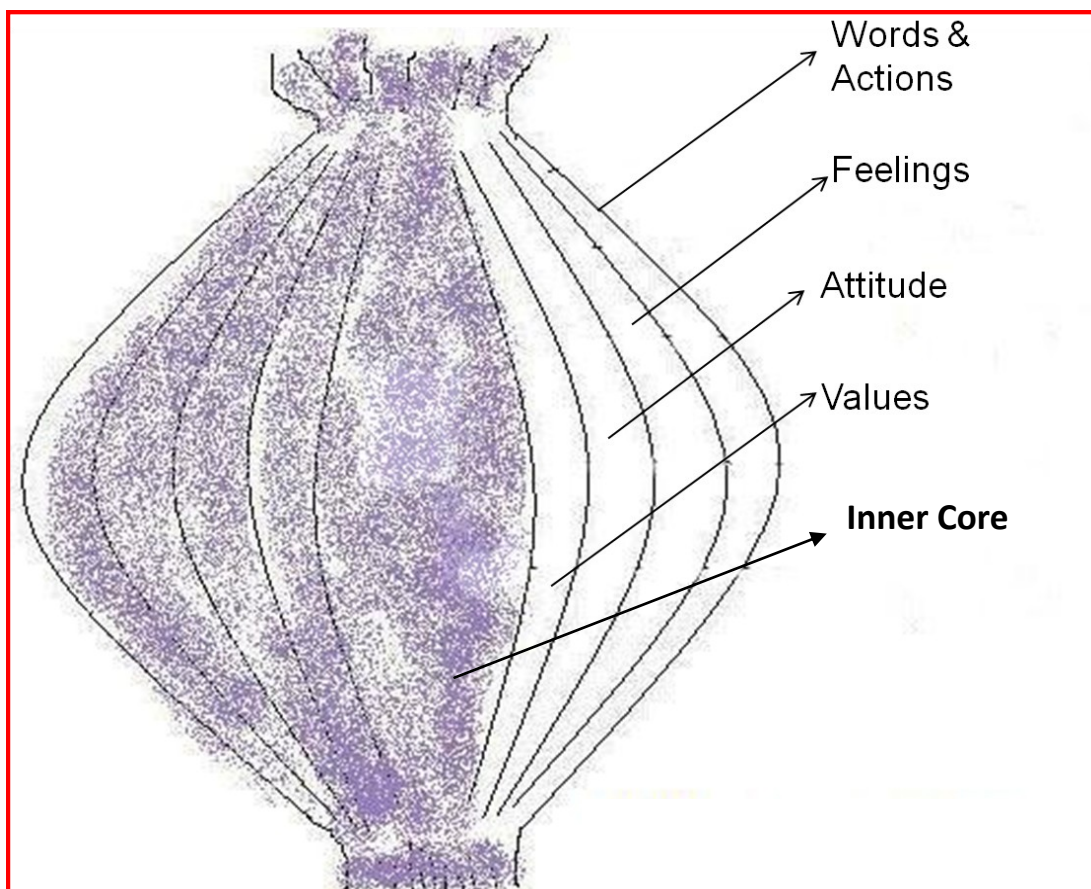 Words &
Actions
Feelings
Attitude
Values
Inner Core